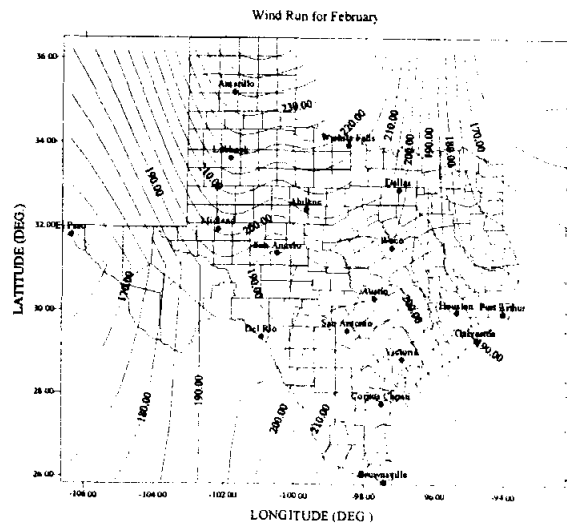 Wind Run for February
36.00
Amarillo
230.00
34.00
Wichita Falls
220.00
210.00
200.00
190.00
180.00
170.00
Lubbock
210.00
190.00
Dallas
Abilene
32.00
El Paso
Midland
200.00
San Angelo
Waco
LATITUDE (DEG.)
170.00
190.00
30.00
Austin
200.00
Houston
Port Arthur
Del Rio
San Antonio
Galveston
190.00
Victoria
28.00
180.00
190.00
200.00
210.00
Corpus Christi
26.00
Brownsville
-106.00
-104.00
-102.00
-100.00
-98.00
-96.00
-94.00
LONGITUDE (DEG.)